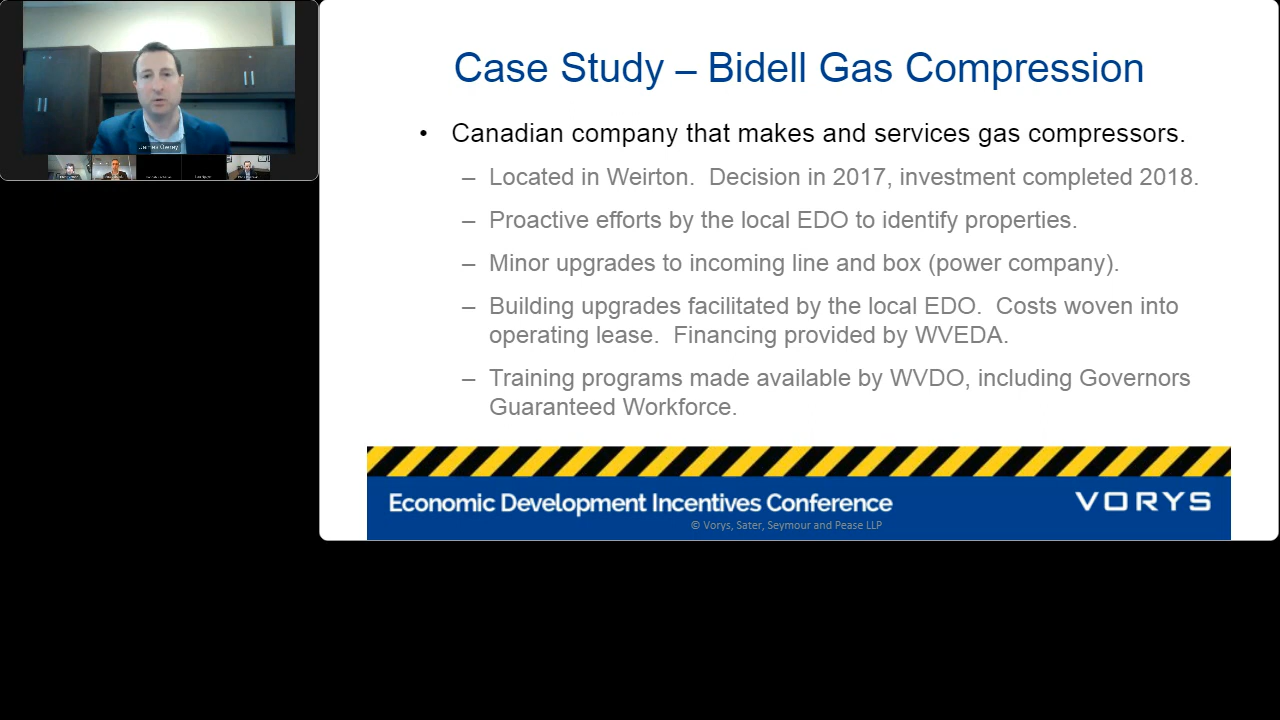 Case Study – Bidell Gas Compression
• Canadian company that makes and services gas compressors.
– Located in Weirton.  Decision in 2017, investment completed 2018.
– Proactive efforts by the local EDO to identify properties.
– Minor upgrades to incoming line and box (power company).
– Building upgrades facilitated by the local EDO.  Costs woven into
operating lease.  Financing provided by WVEDA.
– Training programs made available by WVDO, including Governors
Guaranteed Workforce.
Economic Development Incentives Conference
VORYS
© Vorys, Sater, Seymour and Pease LLP